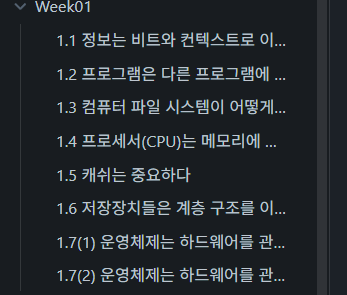 Week01
1.1 정보는 비트와 컨텍스트로 이...
1.2 프로그램은 다른 프로그램에 ...
1.3 컴퓨터 파일 시스템이 어떻게...
1.4 프로세서(CPU)는 메모리에 ...
1.5 캐쉬는 중요하다
1.6 저장장치들은 계층 구조를 이...
1.7(1) 운영체제는 하드웨어를 관...
1.7(2) 운영체제는 하드웨어를 관...